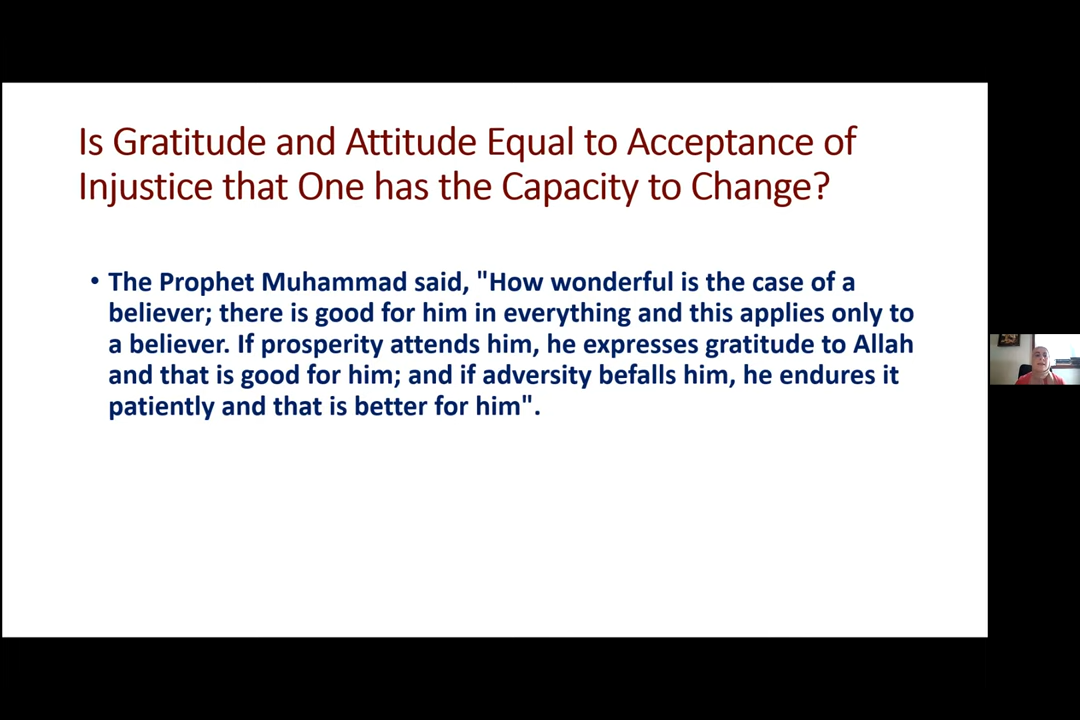 Is Gratitude and Attitude Equal to Acceptance of
Injustice that One has the Capacity to Change?
• The Prophet Muhammad said, "How wonderful is the case of a
believer; there is good for him in everything and this applies only to
a believer. If prosperity attends him, he expresses gratitude to Allah
and that is good for him; and if adversity befalls him, he endures it
patiently and that is better for him".